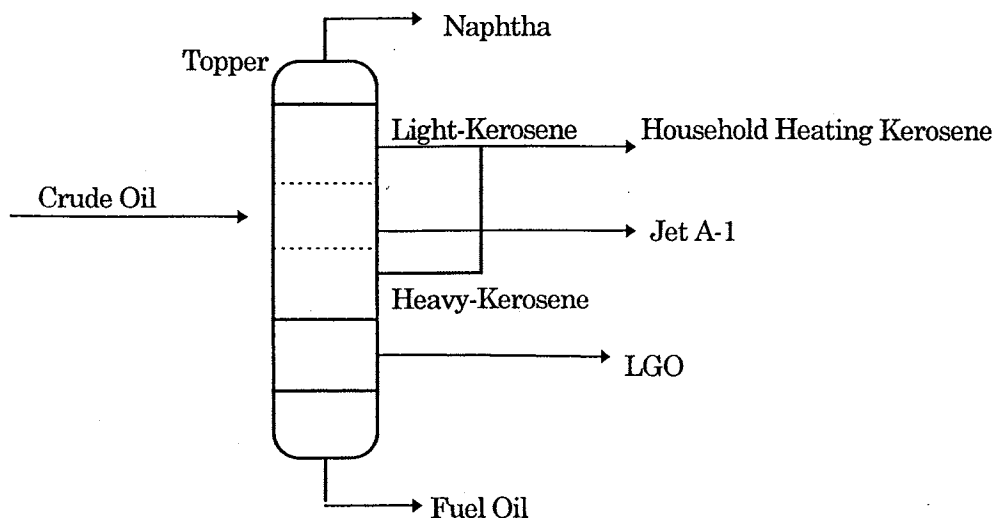 Naphtha
Topper
Light-Kerosene
Household Heating Kerosene
Crude Oil
Jet A-1
Heavy-Kerosene
LGO
Fuel Oil